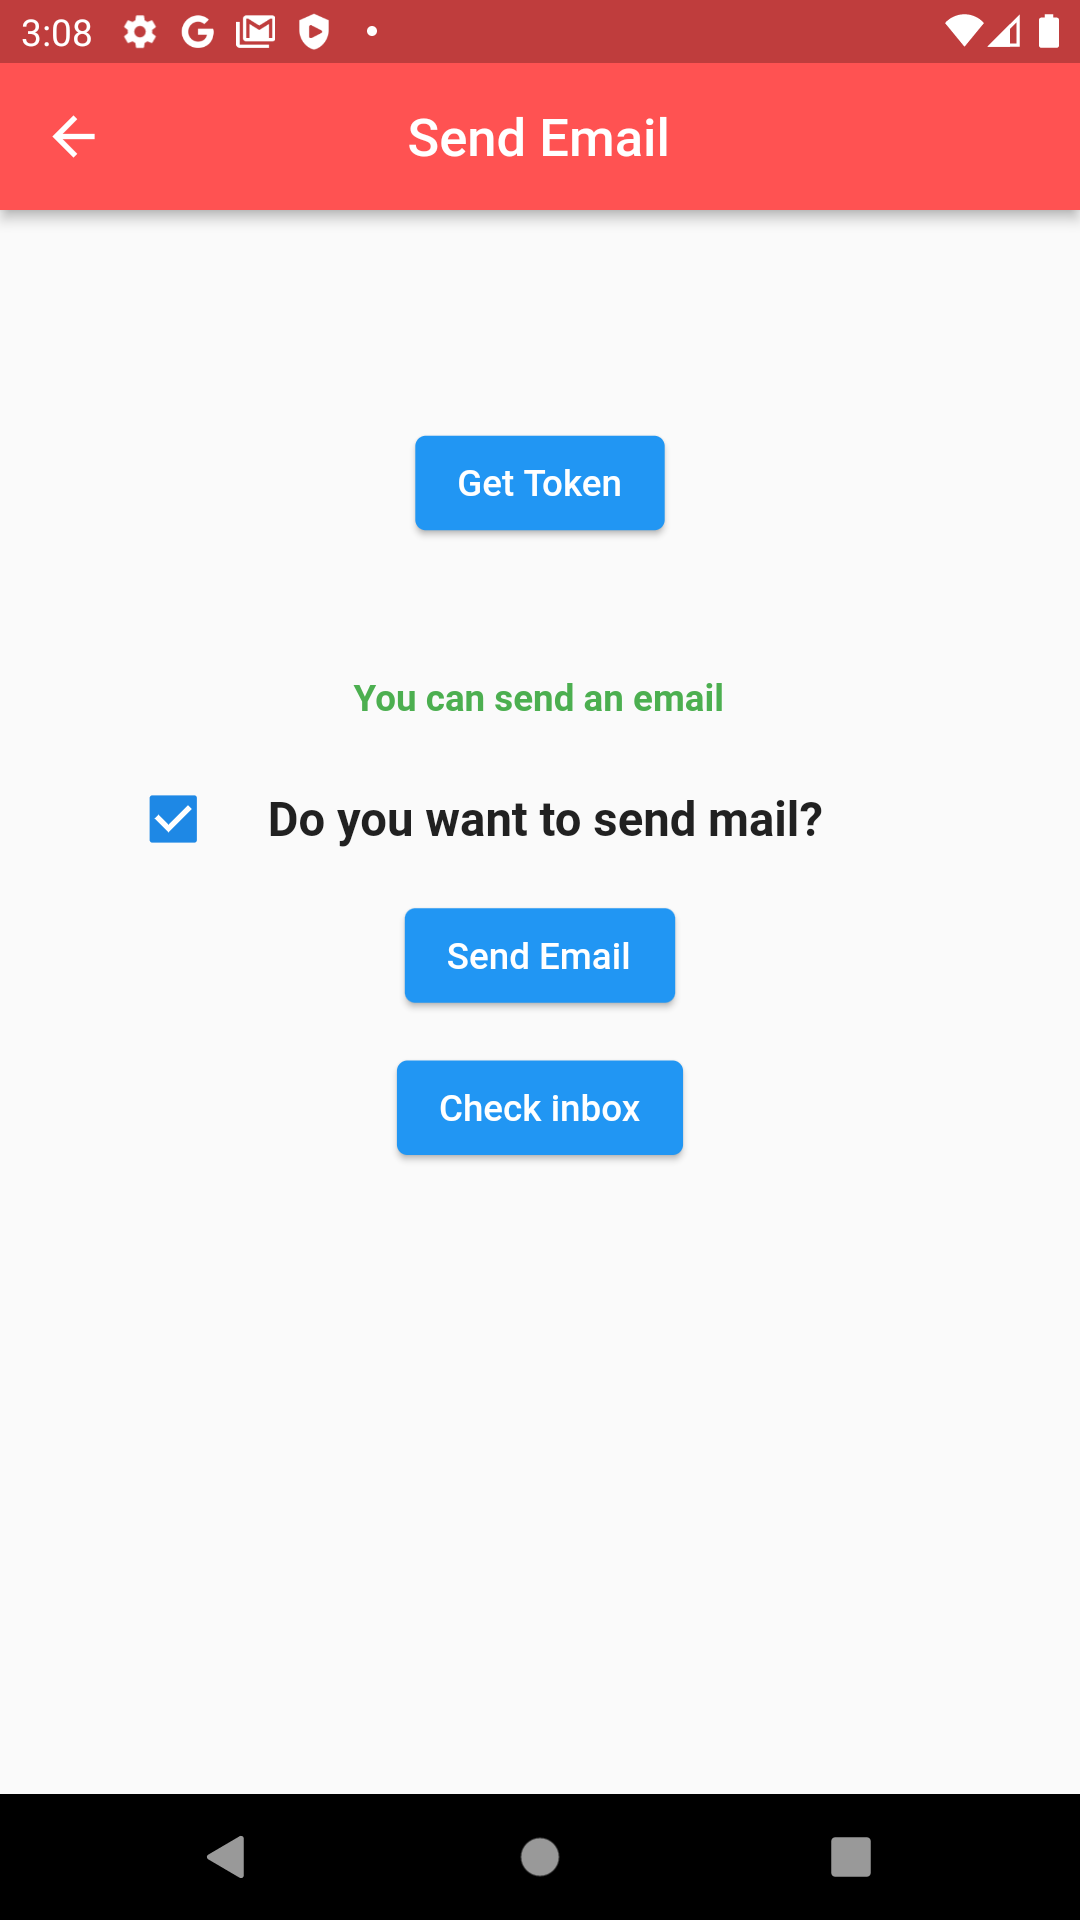 3:08
Send Email
Get Token
You can send an email
Do you want to send mail?
Send Email
Check inbox